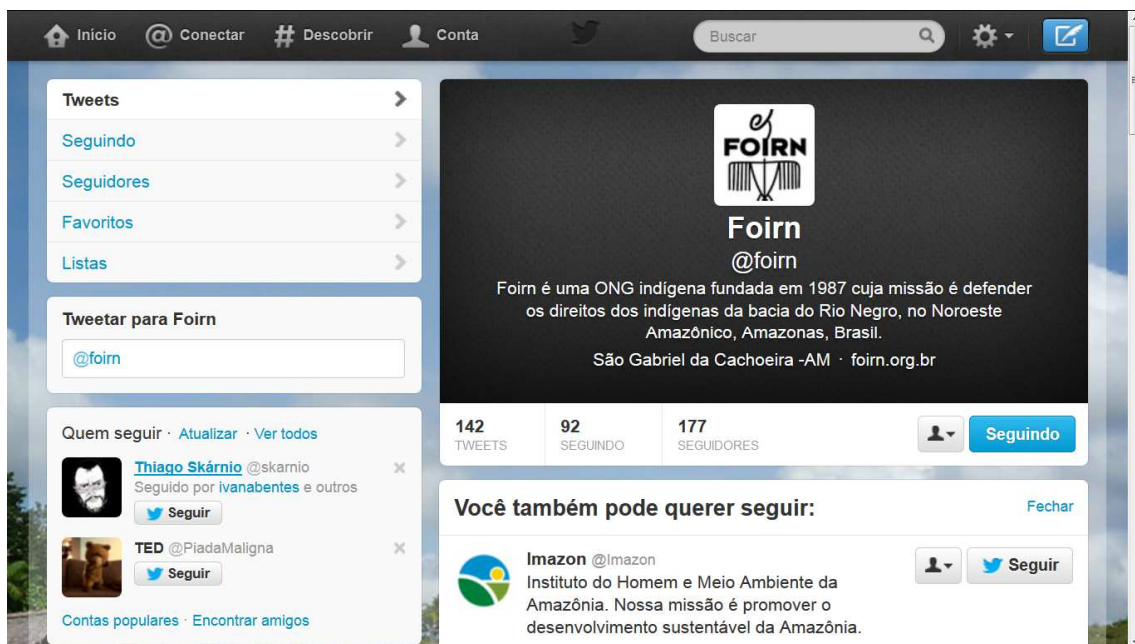 Início Conectar Descobrir Conta Buscar
Tweets
Seguindo
Seguidores
Favoritos
Listas
Tweetar para Foirn
@foirn
Quem seguir · Atualizar · Ver todos
Thiago Skárnio @skarnio
Seguido por ivanabentes e outros
Seguir
TED @PiadaMaligna
Seguir
Contas populares · Encontrar amigos
FOIRN
Foirn
@foirn
Foirn é uma ONG indígena fundada em 1987 cuja missão é defender
os direitos dos indígenas da bacia do Rio Negro, no Noroeste
Amazônico, Amazonas, Brasil.
São Gabriel da Cachoeira -AM · foirn.org.br
142 92 177
TWEETS SEGUINDO SEGUIDORES
Seguindo
Você também pode querer seguir: Fechar
Imazon @Imazon
Seguir
Instituto do Homem e Meio Ambiente da
Amazônia. Nossa missão é promover o
desenvolvimento sustentável da Amazônia.